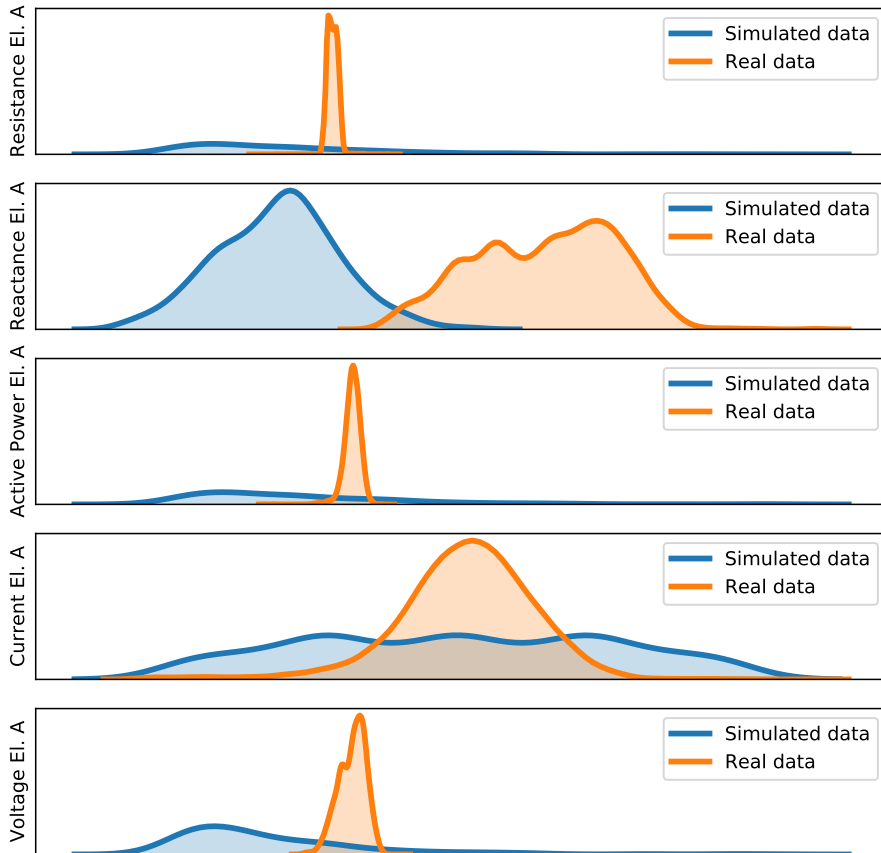 Resistance El. A
Simulated data
Real data
Reactance El. A
Simulated data
Real data
Active Power El. A
Simulated data
Real data
Current El. A
Simulated data
Real data
Voltage El. A
Simulated data
Real data